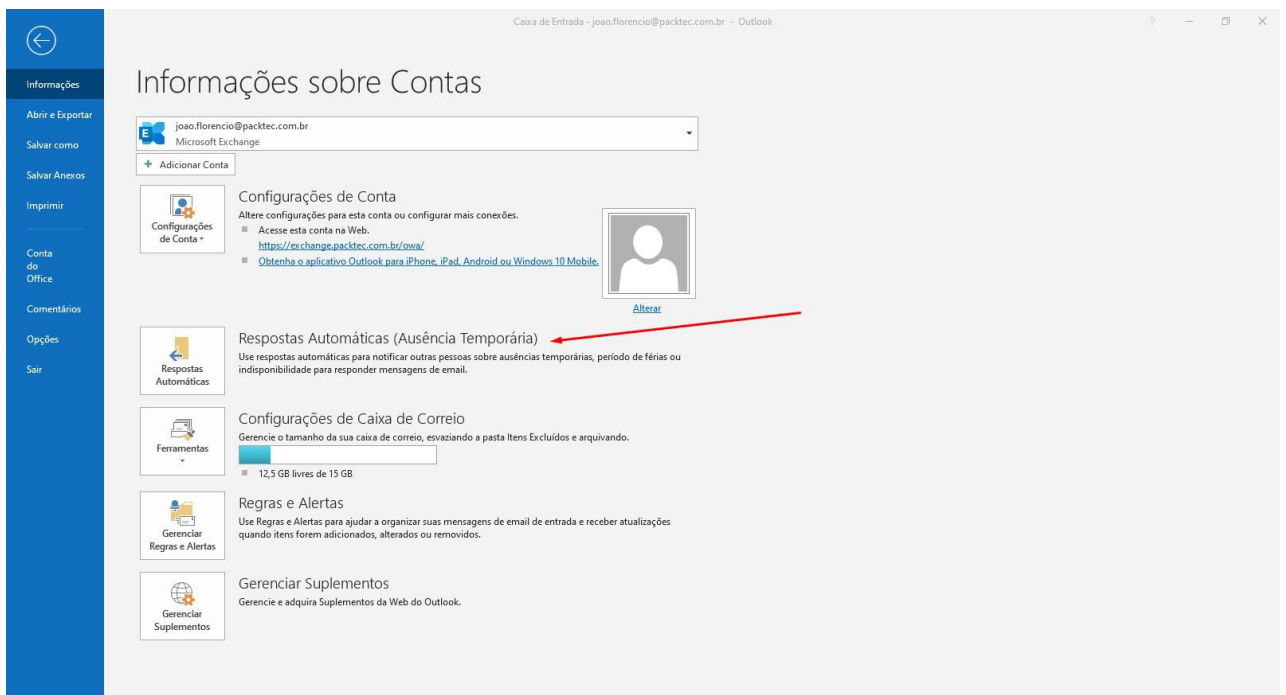 Caixa de Entrada - joao.florencio@packtec.com.br - Outlook
?
Informações
Abrir e Exportar
Salvar como
Salvar Anexos
Imprimir
Conta
do
Office
Comentários
Opções
Sair
Informações sobre Contas
E
joao.florencio@packtec.com.br
Microsoft Exchange
+ Adicionar Conta
Configurações
de Conta
Configurações de Conta
Altere configurações para esta conta ou configurar mais conexões.
Acesse esta conta na Web.
https://exchange.packtec.com.br/owa/
Obtenha o aplicativo Outlook para iPhone, iPad, Android ou Windows 10 Mobile.
Alterar
Respostas
Automáticas
Respostas Automáticas (Ausência Temporária)
Use respostas automáticas para notificar outras pessoas sobre ausências temporárias, período de férias ou
indisponibilidade para responder mensagens de email.
Ferramentas
Configurações de Caixa de Correio
Gerencie o tamanho da sua caixa de correio, esvaziando a pasta Itens Excluídos e arquivando.
12,5 GB livres de 15 GB
Gerenciar
Regras e Alertas
Regras e Alertas
Use Regras e Alertas para ajudar a organizar suas mensagens de email de entrada e receber atualizações
quando itens forem adicionados, alterados ou removidos.
Gerenciar
Suplementos
Gerenciar Suplementos
Gerencie e adquira Suplementos da Web do Outlook.